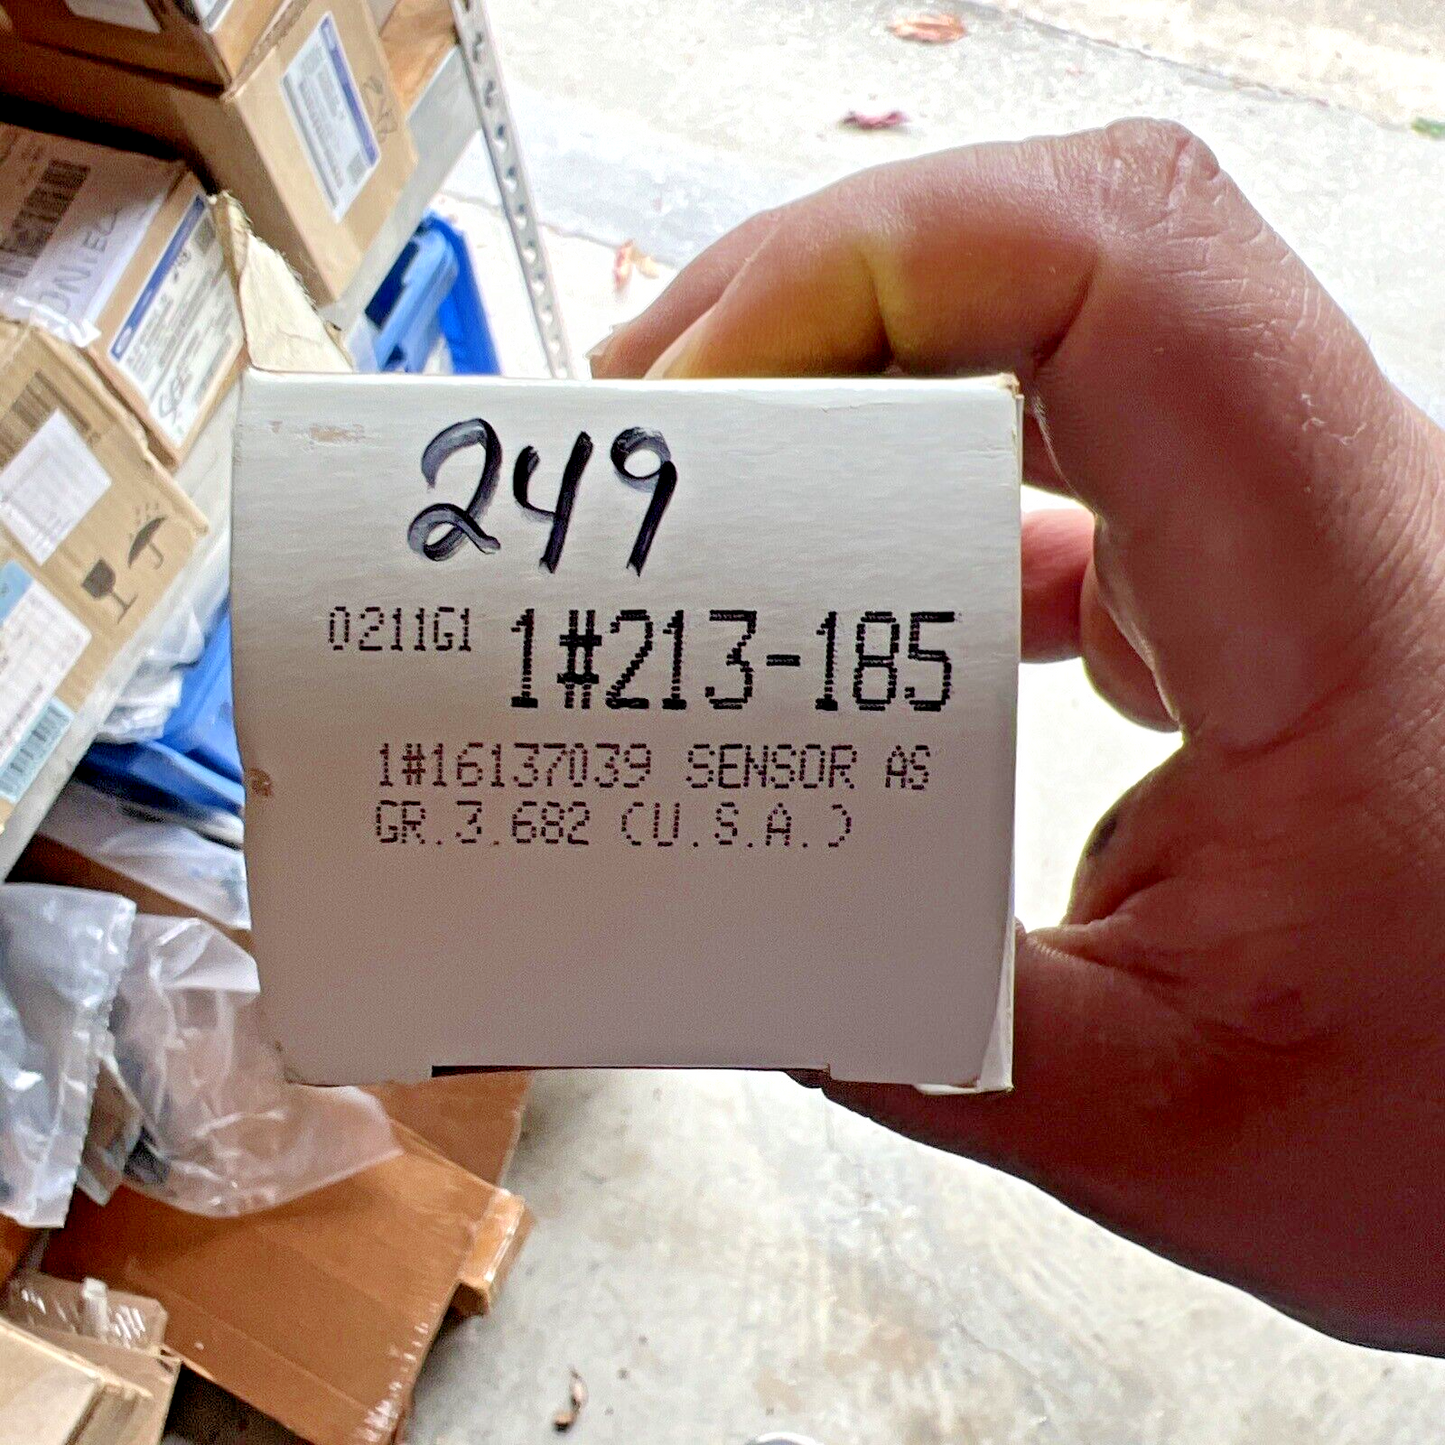 249
0211G1 1#213-185
1#16137039 SENSOR AS
GR.3.682 (U.S.A.)